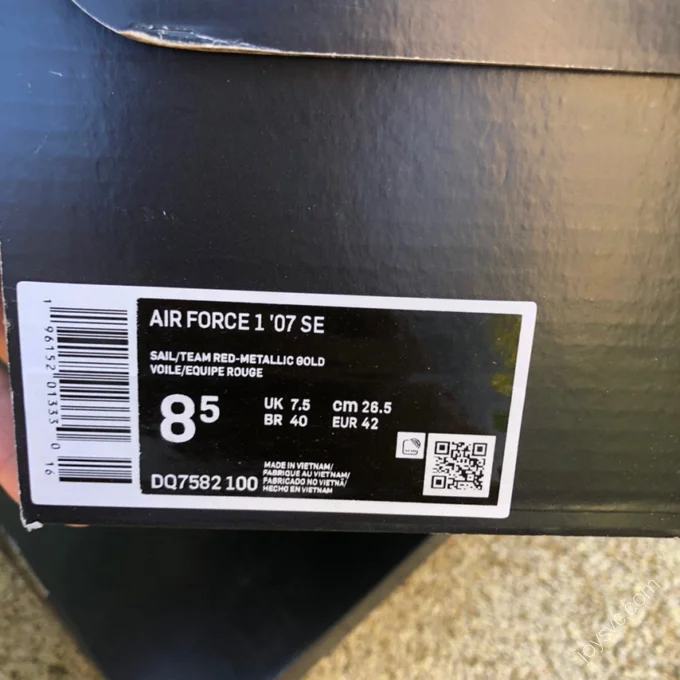 AIR FORCE 1 '07 SE
SAIL/TEAM RED-METALLIC GOLD
VOILE/EQUIPE ROUGE
8⁵
UK 7.5 cm 26.5
BR 40 EUR 42
DQ7582 100
MADE IN VIETNAM/
FABRIQUE AU VIETNAM/
FABRICADO NO VIETNÃ/
HECHO EN VIETNAM
1 96152 01333 0 16
joysvc.com